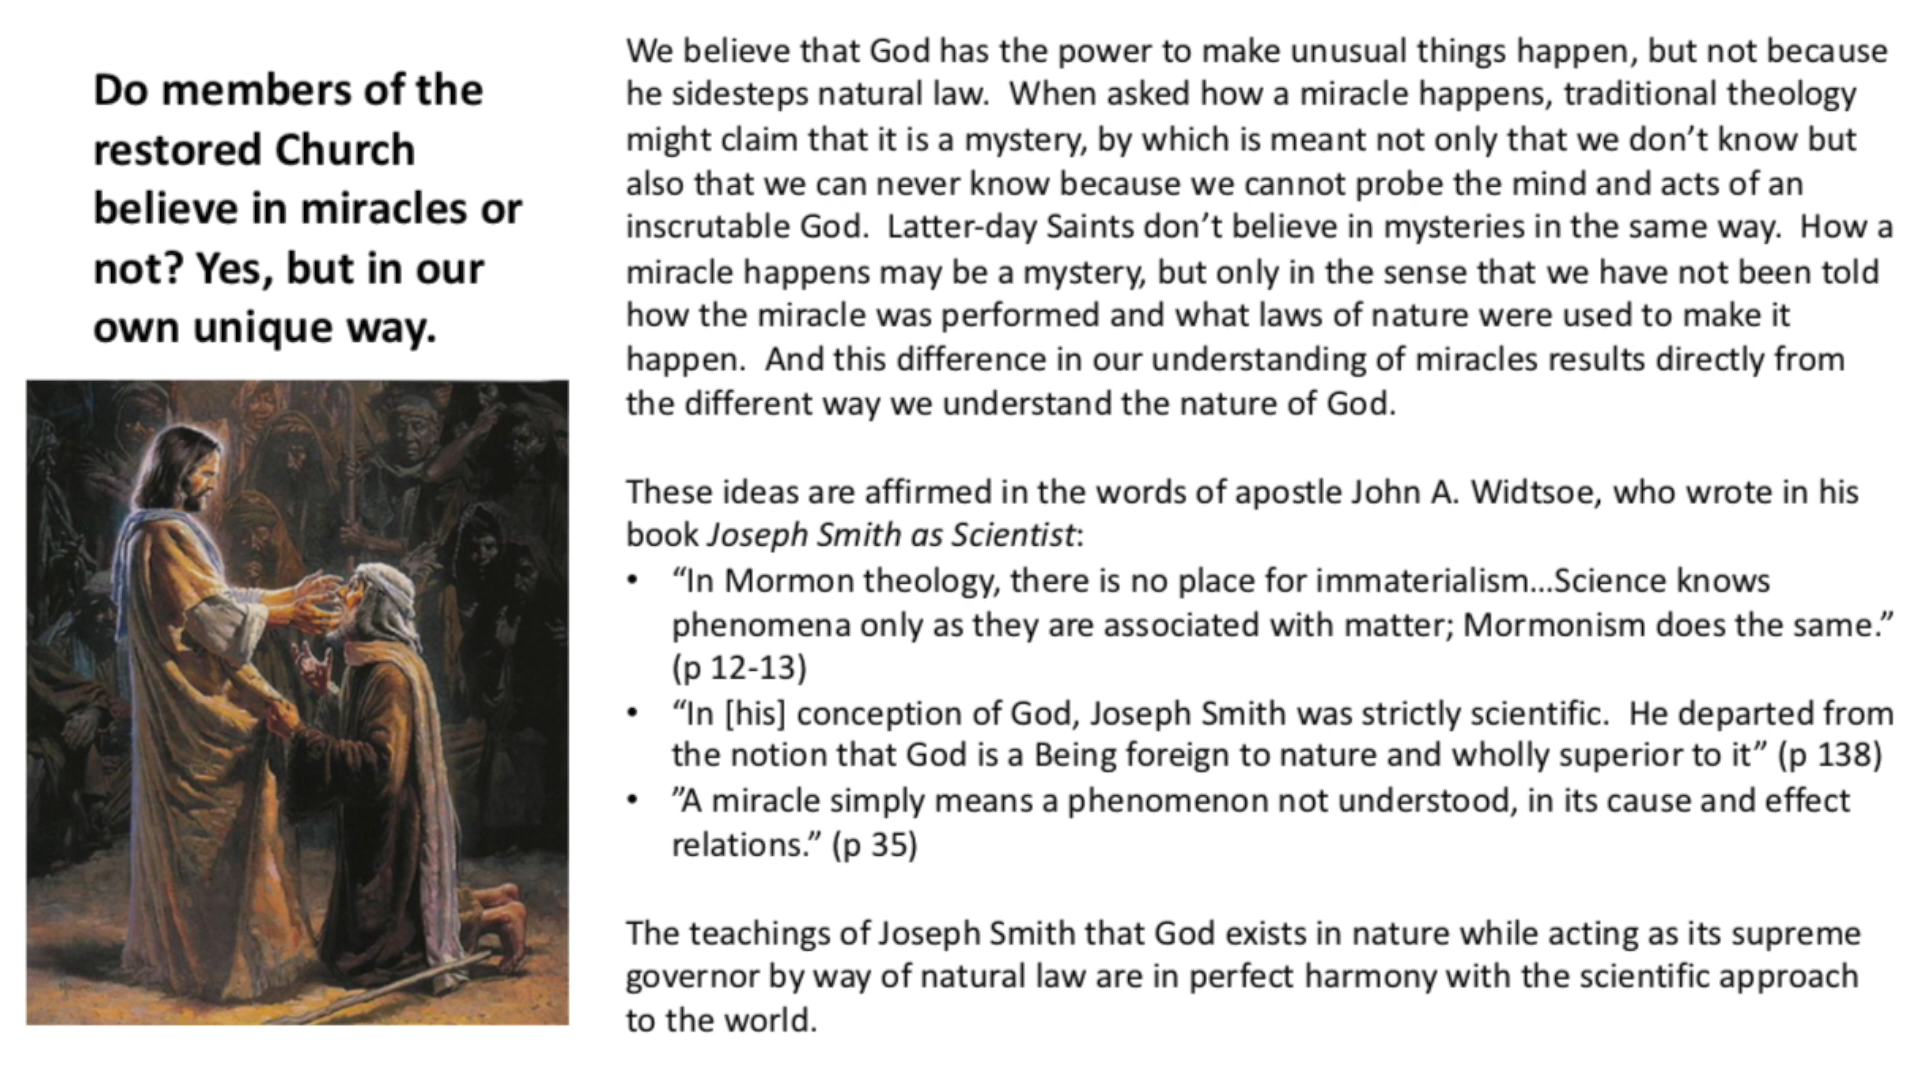 Do members of the
restored Church
believe in miracles or
not? Yes, but in our
own unique way.
We believe that God has the power to make unusual things happen, but not because
he sidesteps natural law.  When asked how a miracle happens, traditional theology
might claim that it is a mystery, by which is meant not only that we don’t know but
also that we can never know because we cannot probe the mind and acts of an
inscrutable God.  Latter-day Saints don’t believe in mysteries in the same way.  How a
miracle happens may be a mystery, but only in the sense that we have not been told
how the miracle was performed and what laws of nature were used to make it
happen.  And this difference in our understanding of miracles results directly from
the different way we understand the nature of God.
These ideas are affirmed in the words of apostle John A. Widtsoe, who wrote in his
book Joseph Smith as Scientist:
• “In Mormon theology, there is no place for immaterialism…Science knows
phenomena only as they are associated with matter; Mormonism does the same.”
(p 12-13)
• “In [his] conception of God, Joseph Smith was strictly scientific.  He departed from
the notion that God is a Being foreign to nature and wholly superior to it” (p 138)
• ”A miracle simply means a phenomenon not understood, in its cause and effect
relations.” (p 35)
The teachings of Joseph Smith that God exists in nature while acting as its supreme
governor by way of natural law are in perfect harmony with the scientific approach
to the world.